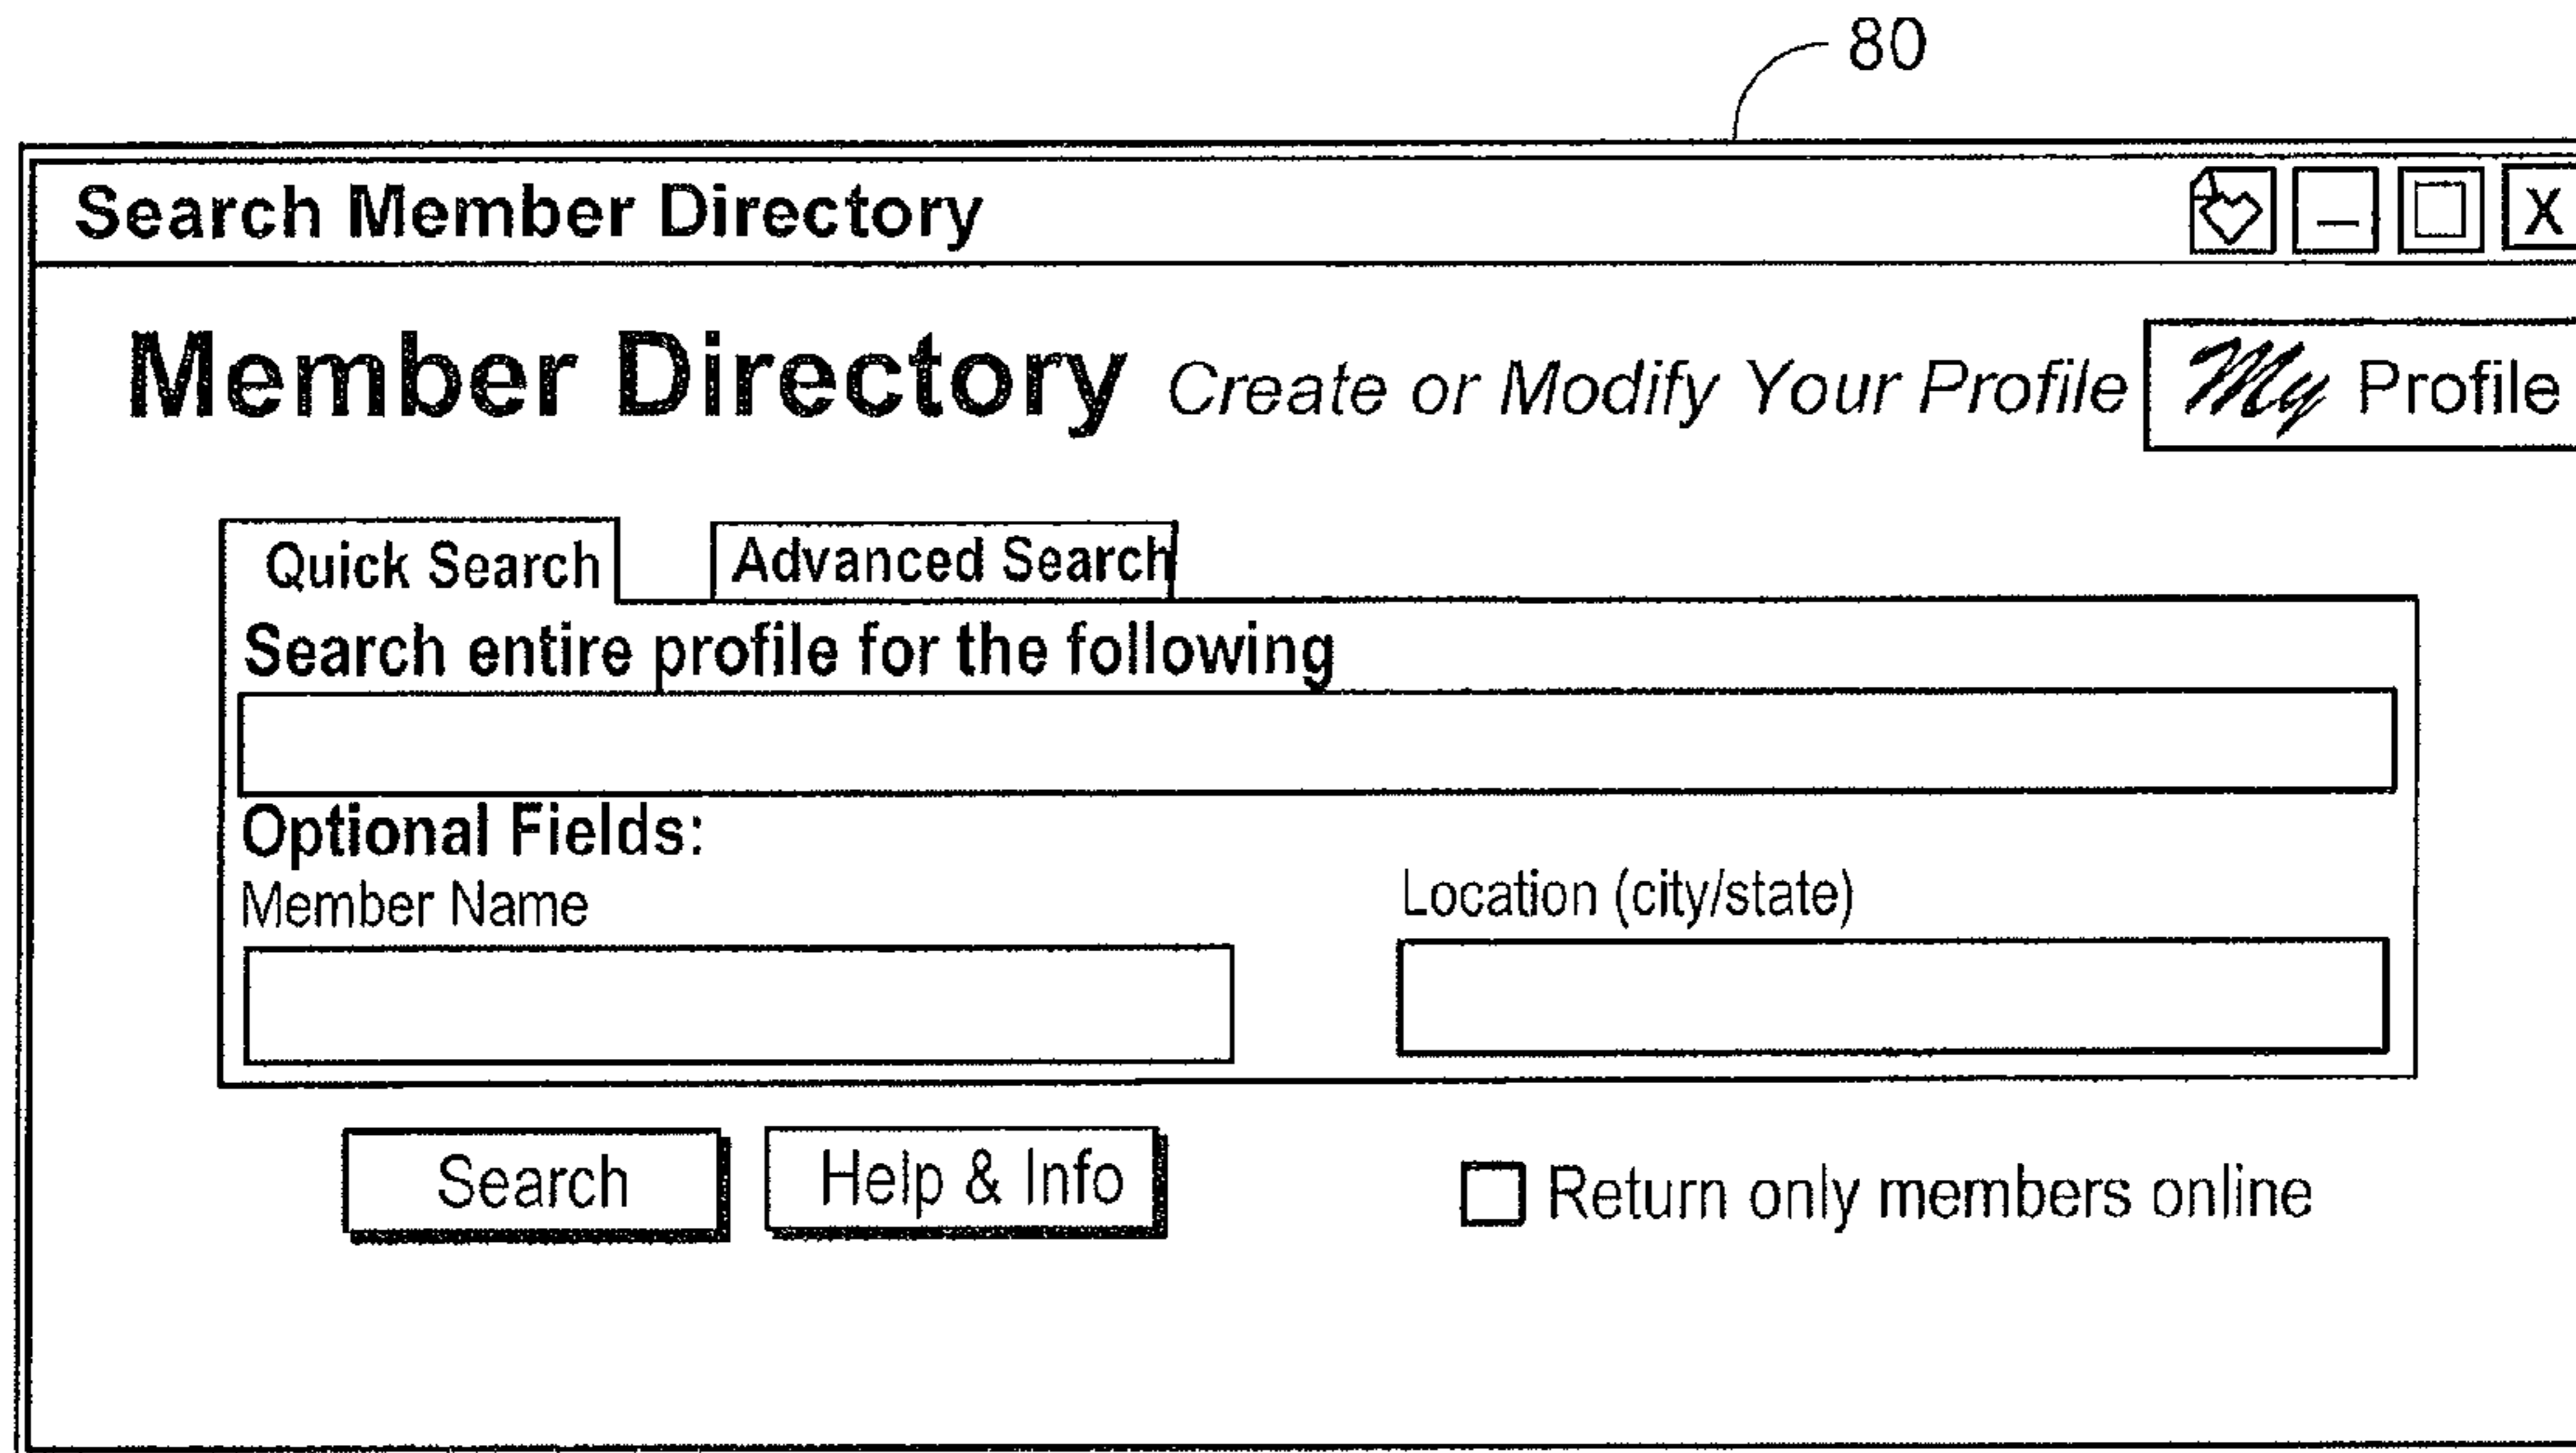 80
Search Member Directory X
Member Directory Create or Modify Your Profile My Profile
Quick Search Advanced Search
Search entire profile for the following
Optional Fields:
Member Name Location (city/state)
Search Help & Info Return only members online